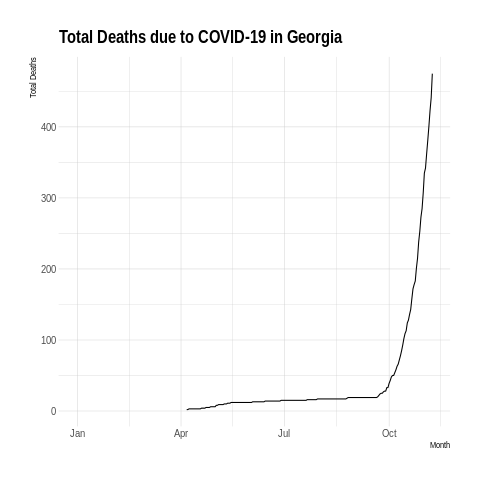 Total Deaths due to COVID-19 in Georgia
Total Deaths
400
300
200
100
0
Jan Apr Jul Oct
Month